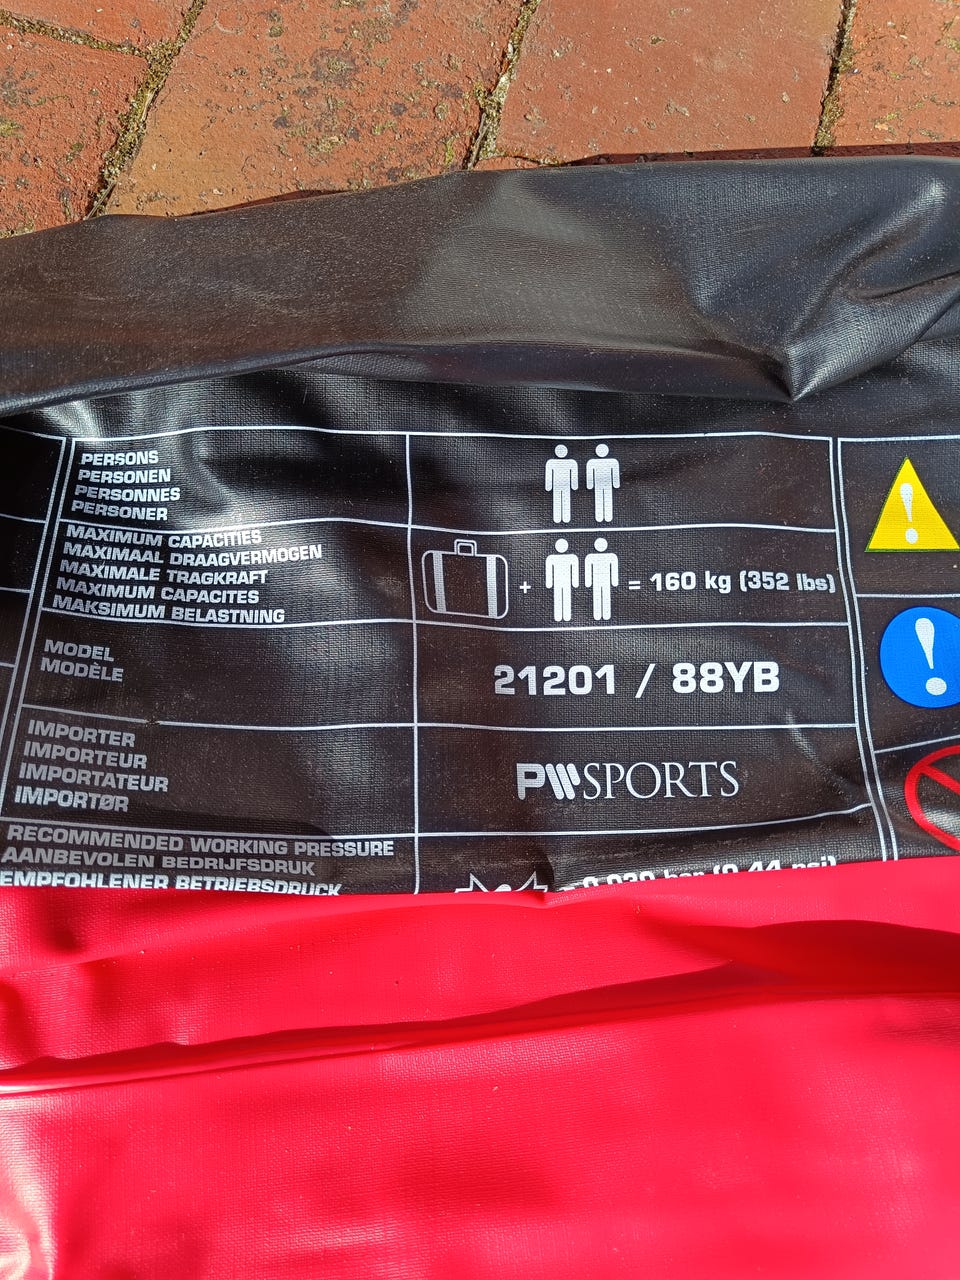 PERSONS
PERSONEN
PERSONNES
PERSONER
MAXIMUM CAPACITIES
MAXIMAAL DRAAGVERMOGEN
MAXIMALE TRAGKRAFT
MAXIMUM CAPACITES
MAKSIMUM BELASTNING
+ = 160 kg (352 lbs)
MODEL
MODÈLE
21201 / 88YB
IMPORTER
IMPORTEUR
IMPORTATEUR
IMPORTØR
PWSPORTS
RECOMMENDED WORKING PRESSURE
AANBEVOLEN BEDRIJFSDRUK
EMPFOHLENER BETRIEBSDRUCK